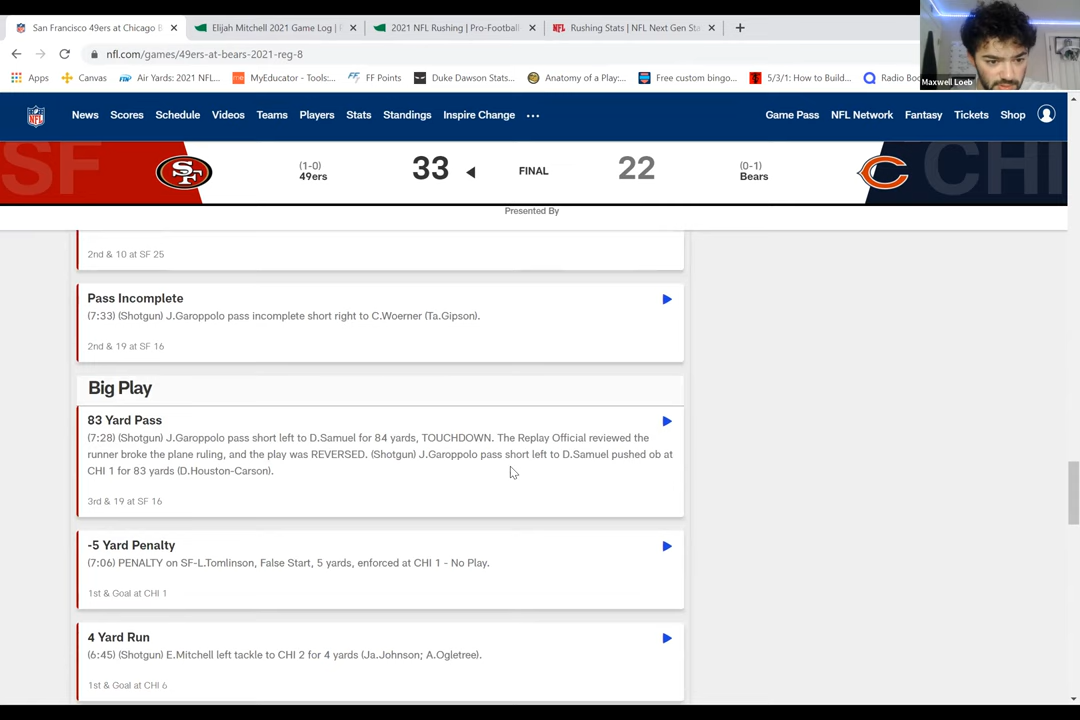 San Francisco 49ers at Chicago B
Elijah Mitchell 2021 Game Log |
2021 NFL Rushing | Pro-Football
Rushing Stats | NFL Next Gen Sta
nfl.com/games/49ers-at-bears-2021-reg-8
Apps
Canvas
Air Yards: 2021 NFL...
MyEducator - Tools:...
FF Points
Duke Dawson Stats...
Anatomy of a Play:...
Free custom bingo...
5/3/1: How to Build...
Radio Boo
Maxwell Loeb
NFL
News
Scores
Schedule
Videos
Teams
Players
Stats
Standings
Inspire Change
Game Pass
NFL Network
Fantasy
Tickets
Shop
SF
(1-0)
49ers
33
FINAL
22
(0-1)
Bears
CHI
Presented By
2nd & 10 at SF 25
Pass Incomplete
(7:33) (Shotgun) J.Garoppolo pass incomplete short right to C.Woerner (Ta.Gipson).
2nd & 19 at SF 16
Big Play
83 Yard Pass
(7:28) (Shotgun) J.Garoppolo pass short left to D.Samuel for 84 yards, TOUCHDOWN. The Replay Official reviewed the
runner broke the plane ruling, and the play was REVERSED. (Shotgun) J.Garoppolo pass short left to D.Samuel pushed ob at
CHI 1 for 83 yards (D.Houston-Carson).
3rd & 19 at SF 16
-5 Yard Penalty
(7:06) PENALTY on SF-L.Tomlinson, False Start, 5 yards, enforced at CHI 1 - No Play.
1st & Goal at CHI 1
4 Yard Run
(6:45) (Shotgun) E.Mitchell left tackle to CHI 2 for 4 yards (Ja.Johnson; A.Ogletree).
1st & Goal at CHI 6